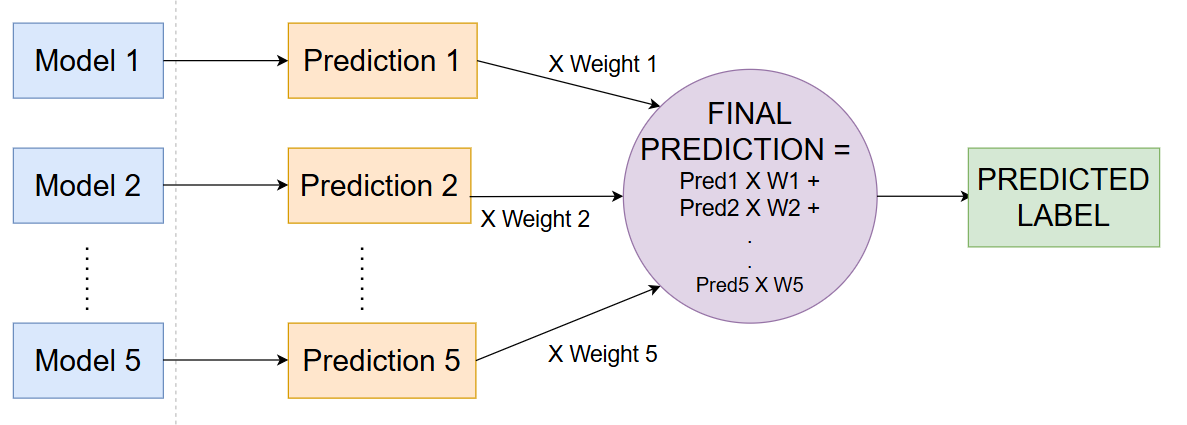 Model 1
Prediction 1
X Weight 1
Model 2
Prediction 2
X Weight 2
Model 5
Prediction 5
X Weight 5
FINAL
PREDICTION =
Pred1 X W1 +
Pred2 X W2 +
.
.
Pred5 X W5
PREDICTED
LABEL